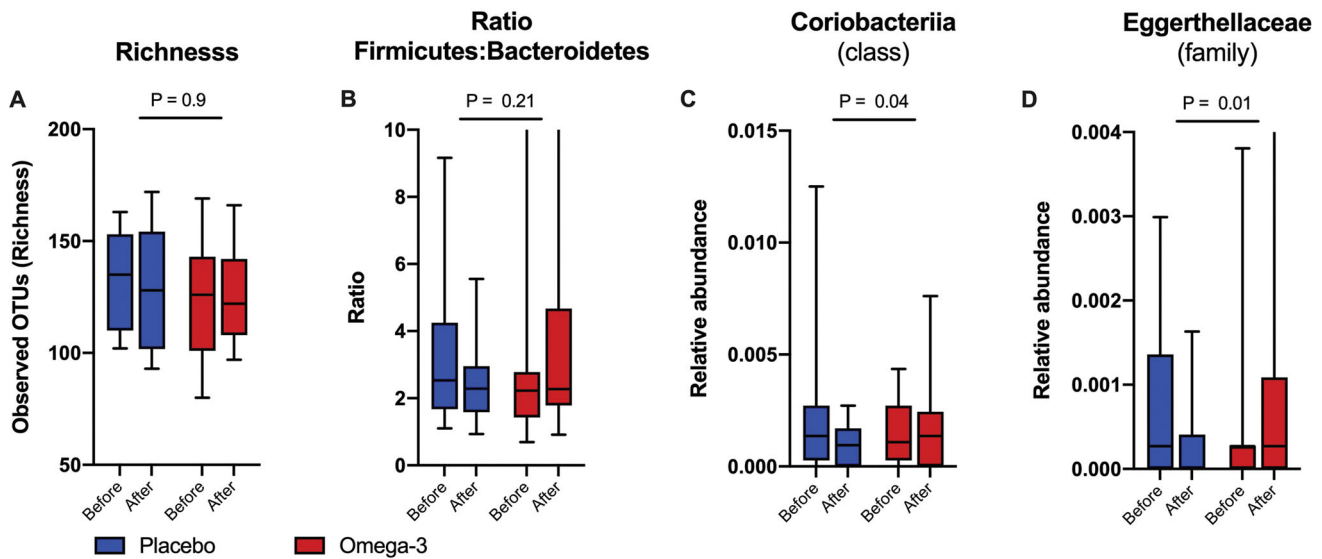 Richnesss
Ratio
Firmicutes:Bacteroidetes
Coriobacteriia
(class)
Eggerthellaceae
(family)
A
P = 0.9
200
150
100
50
Observed OTUs (Richness)
Before
After
Before
After
B
P = 0.21
10
8
6
4
2
0
Ratio
Before
After
Before
After
C
P = 0.04
0.015
0.010
0.005
0.000
Relative abundance
Before
After
Before
After
D
P = 0.01
0.004
0.003
0.002
0.001
0.000
Relative abundance
Before
After
Before
After
Placebo
Omega-3